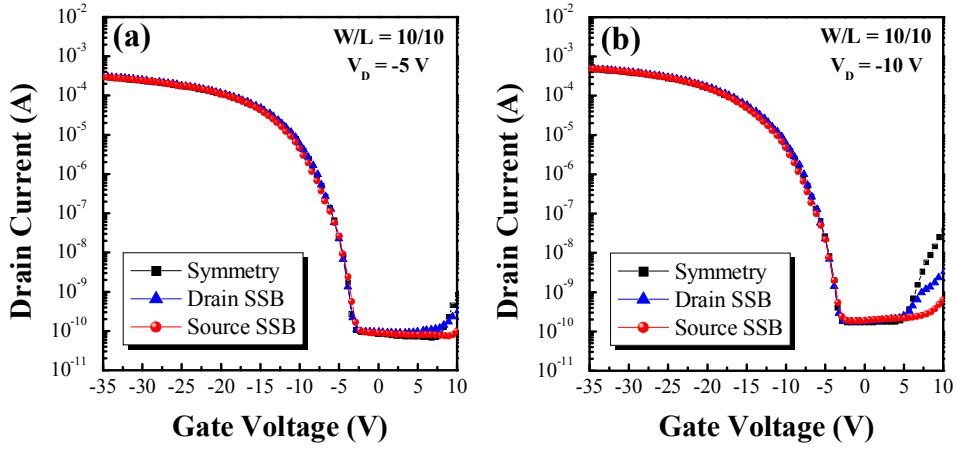 (a)
W/L = 10/10
V_D = -5 V
10^-2
10^-3
10^-4
10^-5
10^-6
10^-7
10^-8
10^-9
10^-10
10^-11
Drain Current (A)
Symmetry
Drain SSB
Source SSB
-35 -30 -25 -20 -15 -10 -5 0 5 10
Gate Voltage (V)
(b)
W/L = 10/10
V_D = -10 V
10^-2
10^-3
10^-4
10^-5
10^-6
10^-7
10^-8
10^-9
10^-10
10^-11
Drain Current (A)
Symmetry
Drain SSB
Source SSB
-35 -30 -25 -20 -15 -10 -5 0 5 10
Gate Voltage (V)